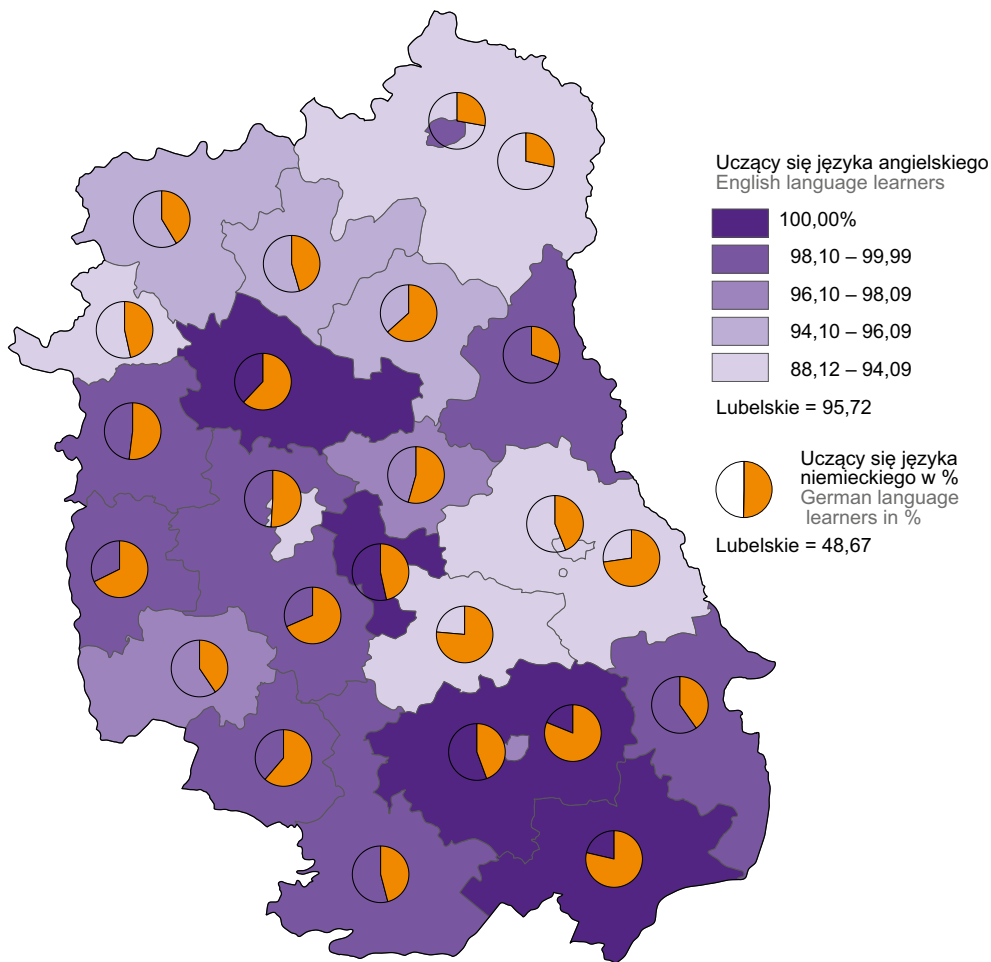 Uczący się języka angielskiego
English language learners
100,00%
98,10 – 99,99
96,10 – 98,09
94,10 – 96,09
88,12 – 94,09
Lubelskie = 95,72
Uczący się języka
niemieckiego w %
German language
learners in %
Lubelskie = 48,67